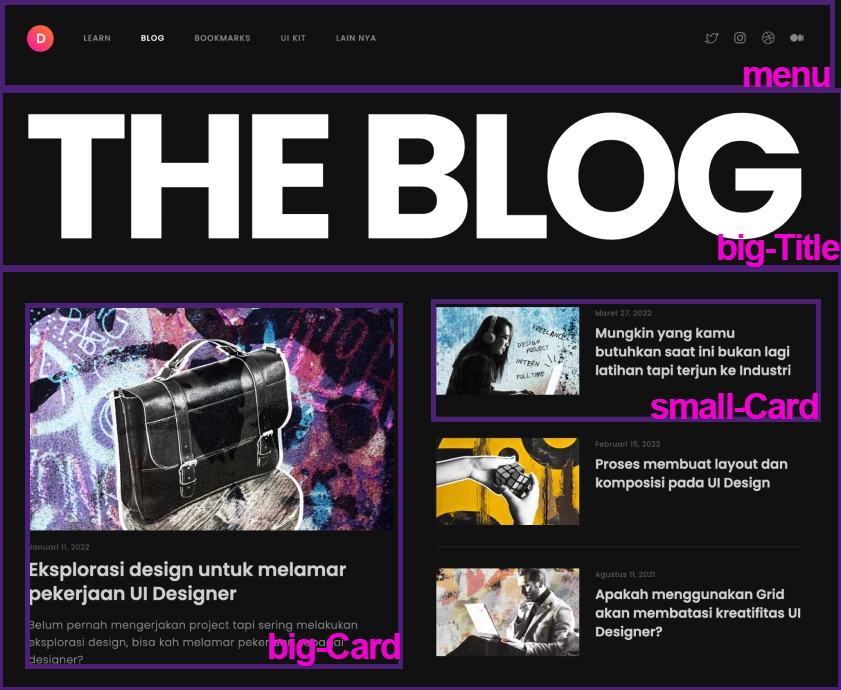 D LEARN BLOG BOOKMARKS UI KIT LAIN NYA
menu
THE BLOG
big-Title
Januari 11, 2022
Eksplorasi design untuk melamar
pekerjaan UI Designer
Belum pernah mengerjakan project tapi sering melakukan
eksplorasi design, bisa kah melamar
designer?
big-Card
FREELANCE
DESIGN
PROJECT
INTERN
FULL TIME
Maret 27, 2022
Mungkin yang kamu
butuhkan saat ini bukan lagi
latihan tapi terjun ke Industri
small-Card
Februari 15, 2022
Proses membuat layout dan
komposisi pada UI Design
Agustus 11, 2021
Apakah menggunakan Grid
akan membatasi kreatifitas UI
Designer?